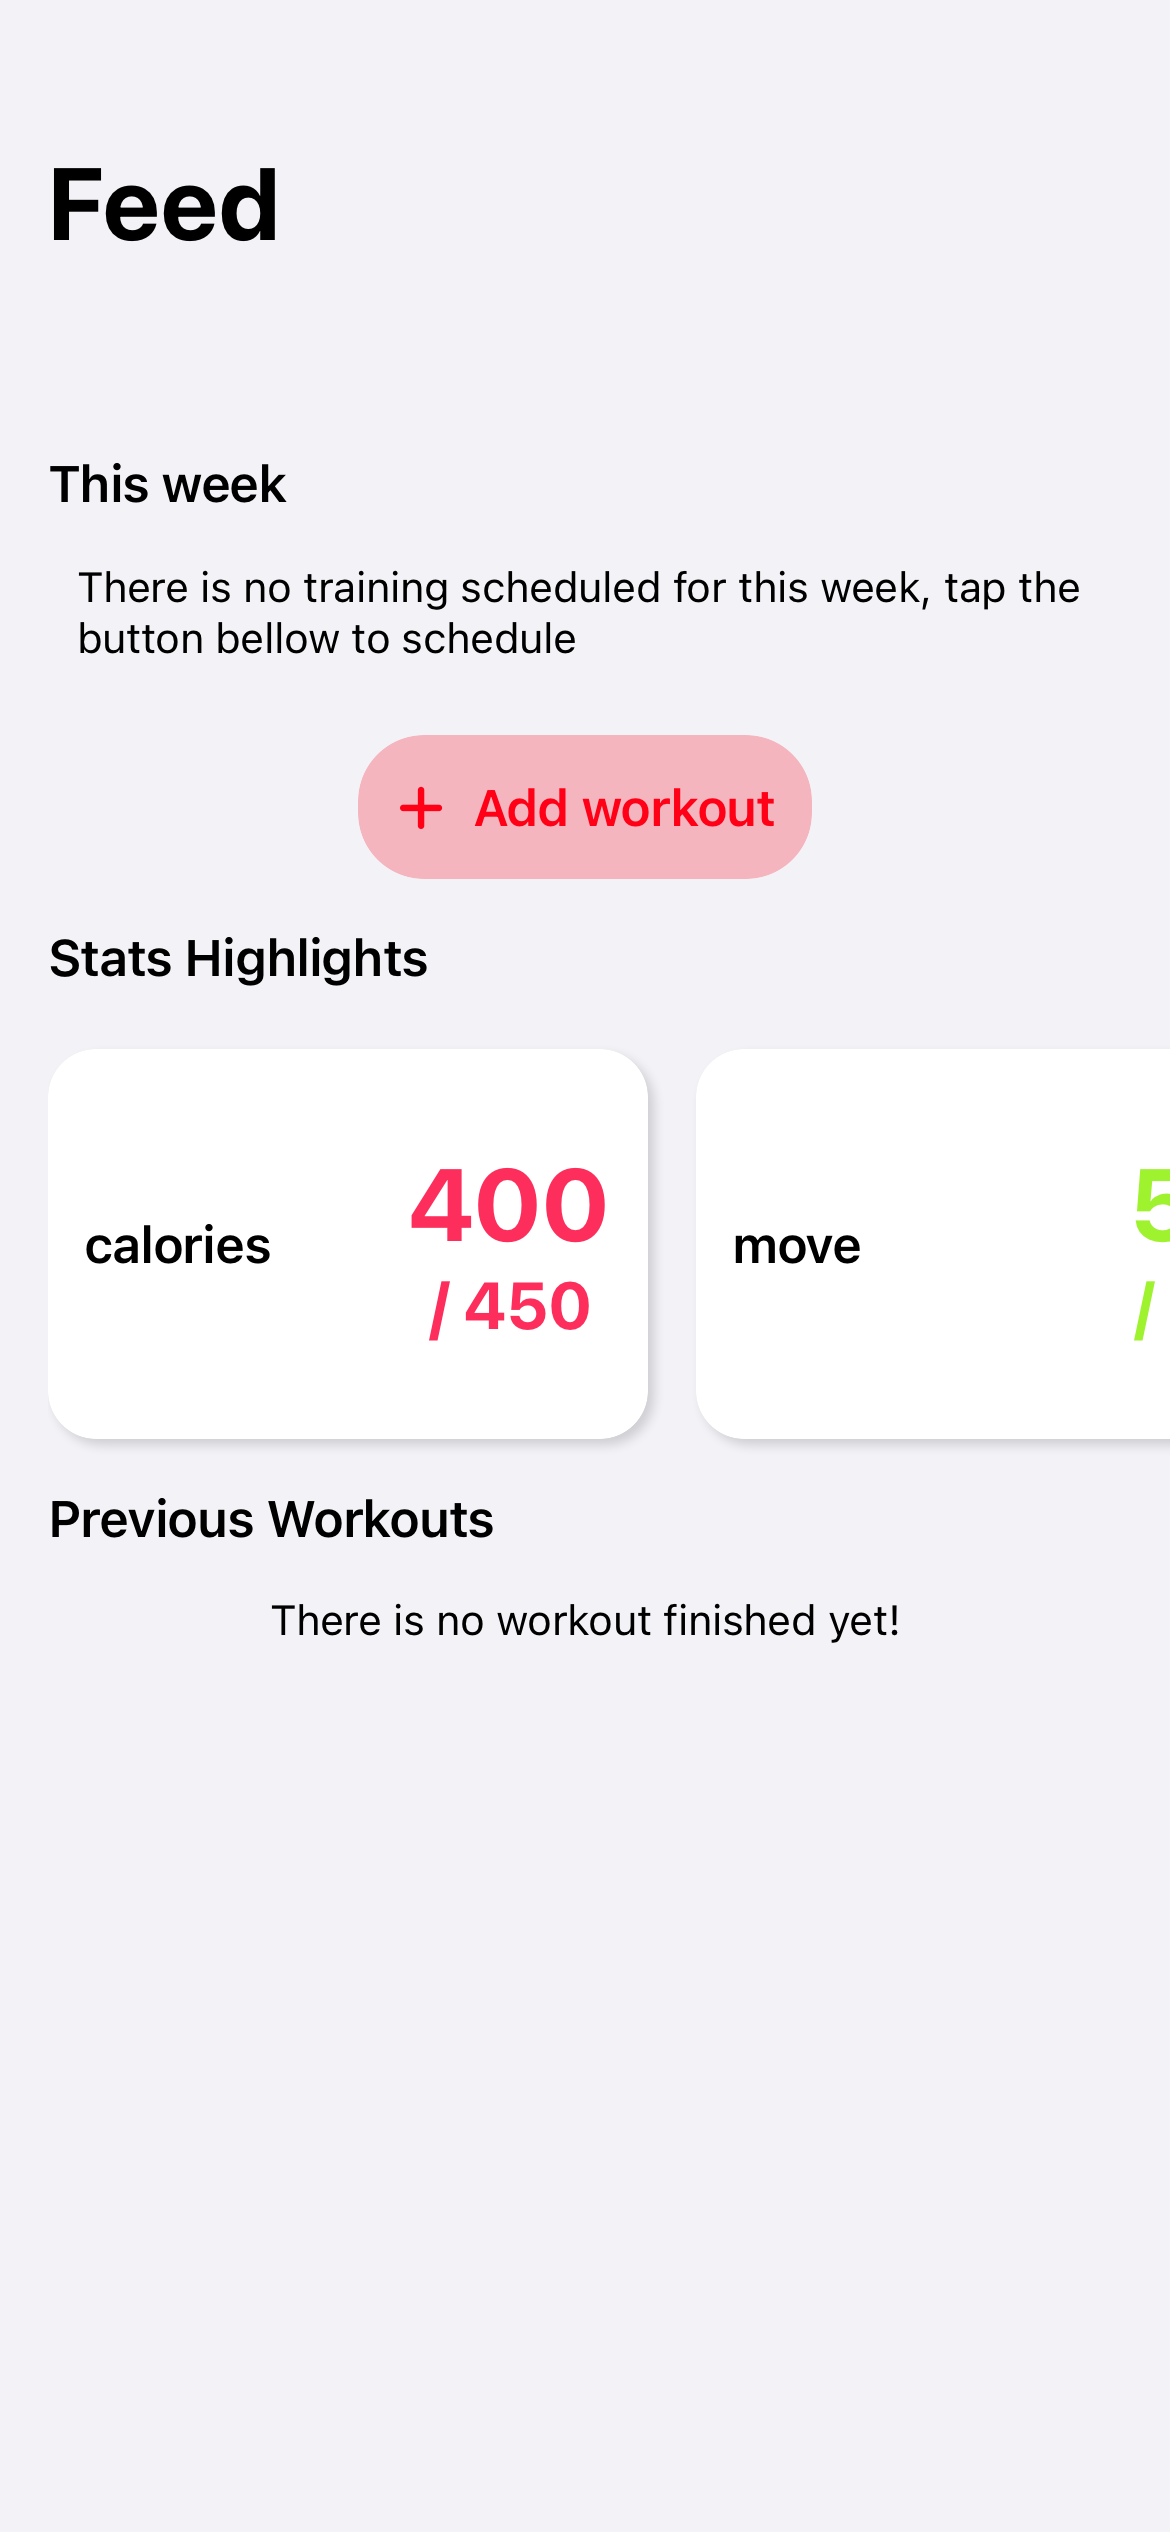 Feed
This week
There is no training scheduled for this week, tap the
button bellow to schedule
+ Add workout
Stats Highlights
calories
400
/ 450
move
5
/
Previous Workouts
There is no workout finished yet!